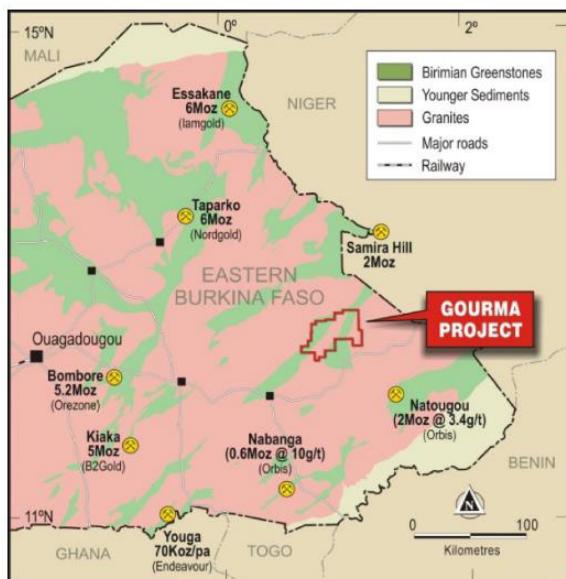 0º
2º
15ºN
MALI
Essakane
6Moz
(Iamgold)
NIGER
Birimian Greenstones
Younger Sediments
Granites
Major roads
Railway
Taparko
6Moz
(Nordgold)
Samira Hill
2Moz
EASTERN
BURKINA FASO
GOURMA
PROJECT
Ouagadougou
Bombore
5.2Moz
(Orezone)
Natougou
(2Moz @ 3.4g/t)
(Orbis)
Kiaka
5Moz
(B2Gold)
Nabanga
(0.6Moz @ 10g/t)
(Orbis)
BENIN
11ºN
Youga
70Koz/pa
(Endeavour)
GHANA
TOGO
N
0
100
Kilometres